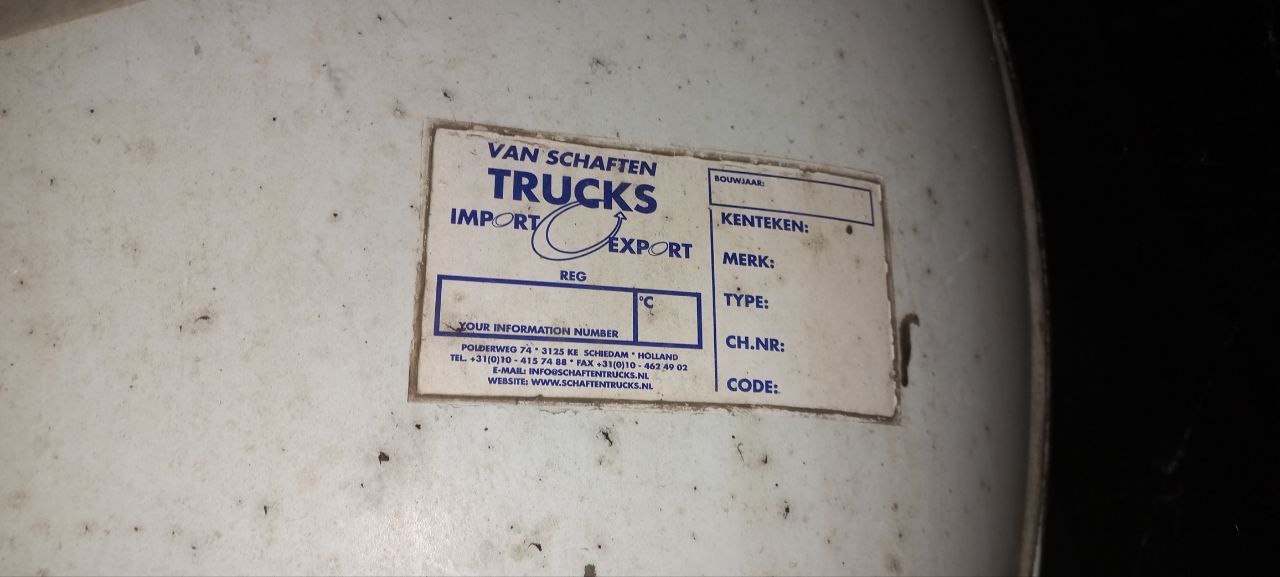 VAN SCHAFTEN
TRUCKS
IMPORT
EXPORT
REG
°C
YOUR INFORMATION NUMBER
POLDERWEG 74 * 3125 KE SCHIEDAM * HOLLAND
TEL. +31(0)10 - 415 74 88 * FAX +31(0)10 - 462 49 02
E-MAIL: INFO@SCHAFTENTRUCKS.NL
WEBSITE: WWW.SCHAFTENTRUCKS.NL
BOUWJAAR:
KENTEKEN:
MERK:
TYPE:
CH.NR:
CODE: